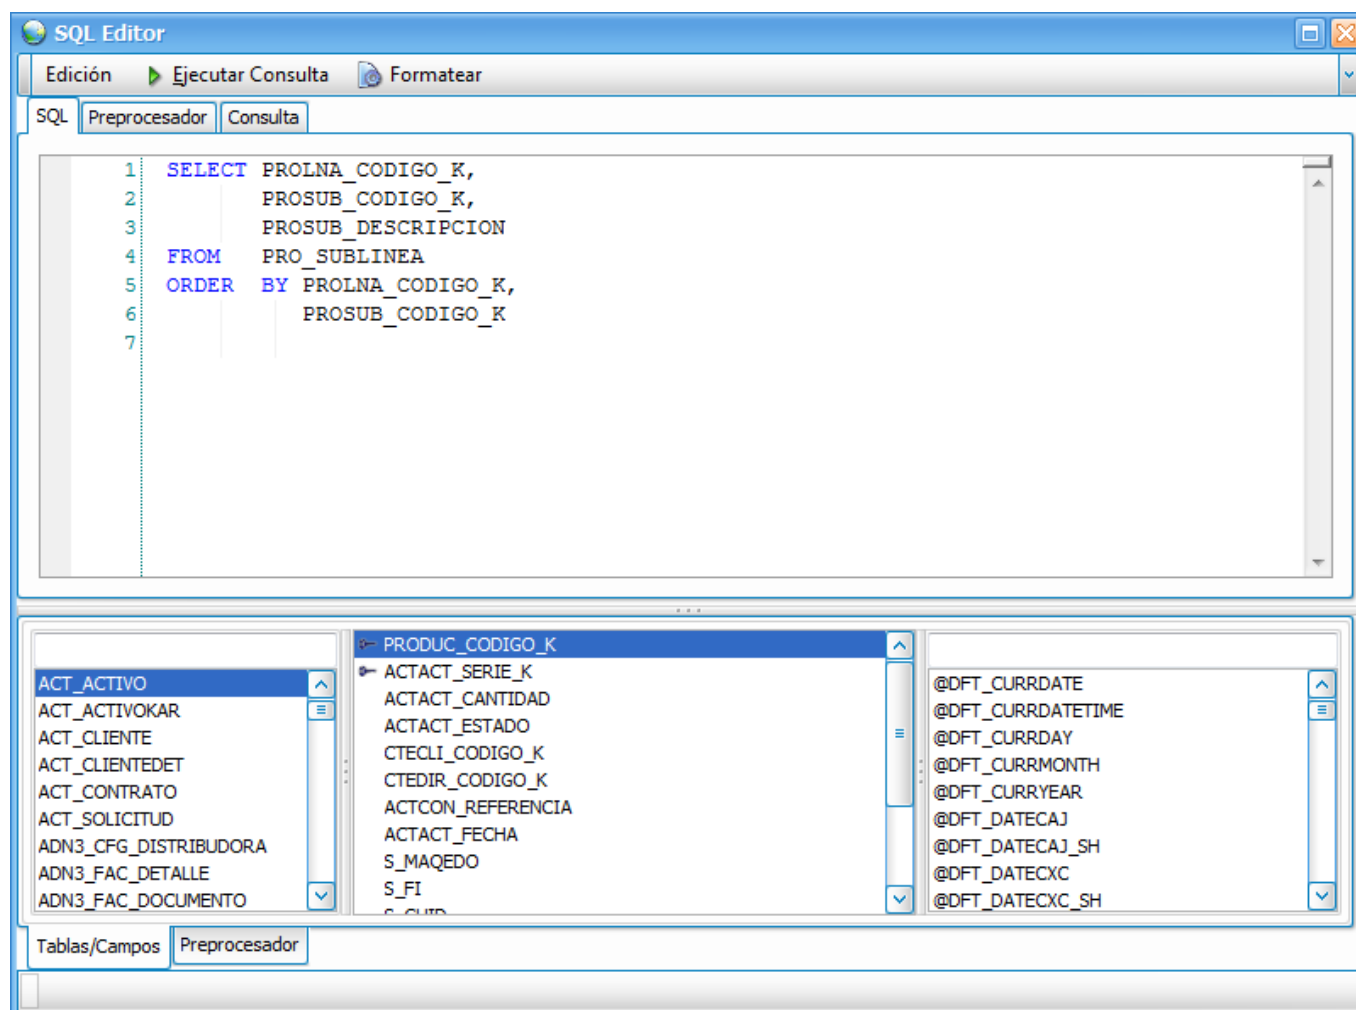 SQL Editor
Edición Ejecutar Consulta Formatear
SQL Preprocesador Consulta
1 SELECT PROLNA_CODIGO_K,
2 PROSUB_CODIGO_K,
3 PROSUB_DESCRIPCION
4 FROM PRO_SUBLINEA
5 ORDER BY PROLNA_CODIGO_K,
6 PROSUB_CODIGO_K
7
ACT_ACTIVO
ACT_ACTIVOKAR
ACT_CLIENTE
ACT_CLIENTEDET
ACT_CONTRATO
ACT_SOLICITUD
ADN3_CFG_DISTRIBUDORA
ADN3_FAC_DETALLE
ADN3_FAC_DOCUMENTO
PRODUC_CODIGO_K
ACTACT_SERIE_K
ACTACT_CANTIDAD
ACTACT_ESTADO
CTECLI_CODIGO_K
CTEDIR_CODIGO_K
ACTCON_REFERENCIA
ACTACT_FECHA
S_MAQEDO
S_FI
@DFT_CURRDATE
@DFT_CURRDATETIME
@DFT_CURRDAY
@DFT_CURRMONTH
@DFT_CURRYEAR
@DFT_DATECAJ
@DFT_DATECAJ_SH
@DFT_DATECXC
@DFT_DATECXC_SH
Tablas/Campos Preprocesador